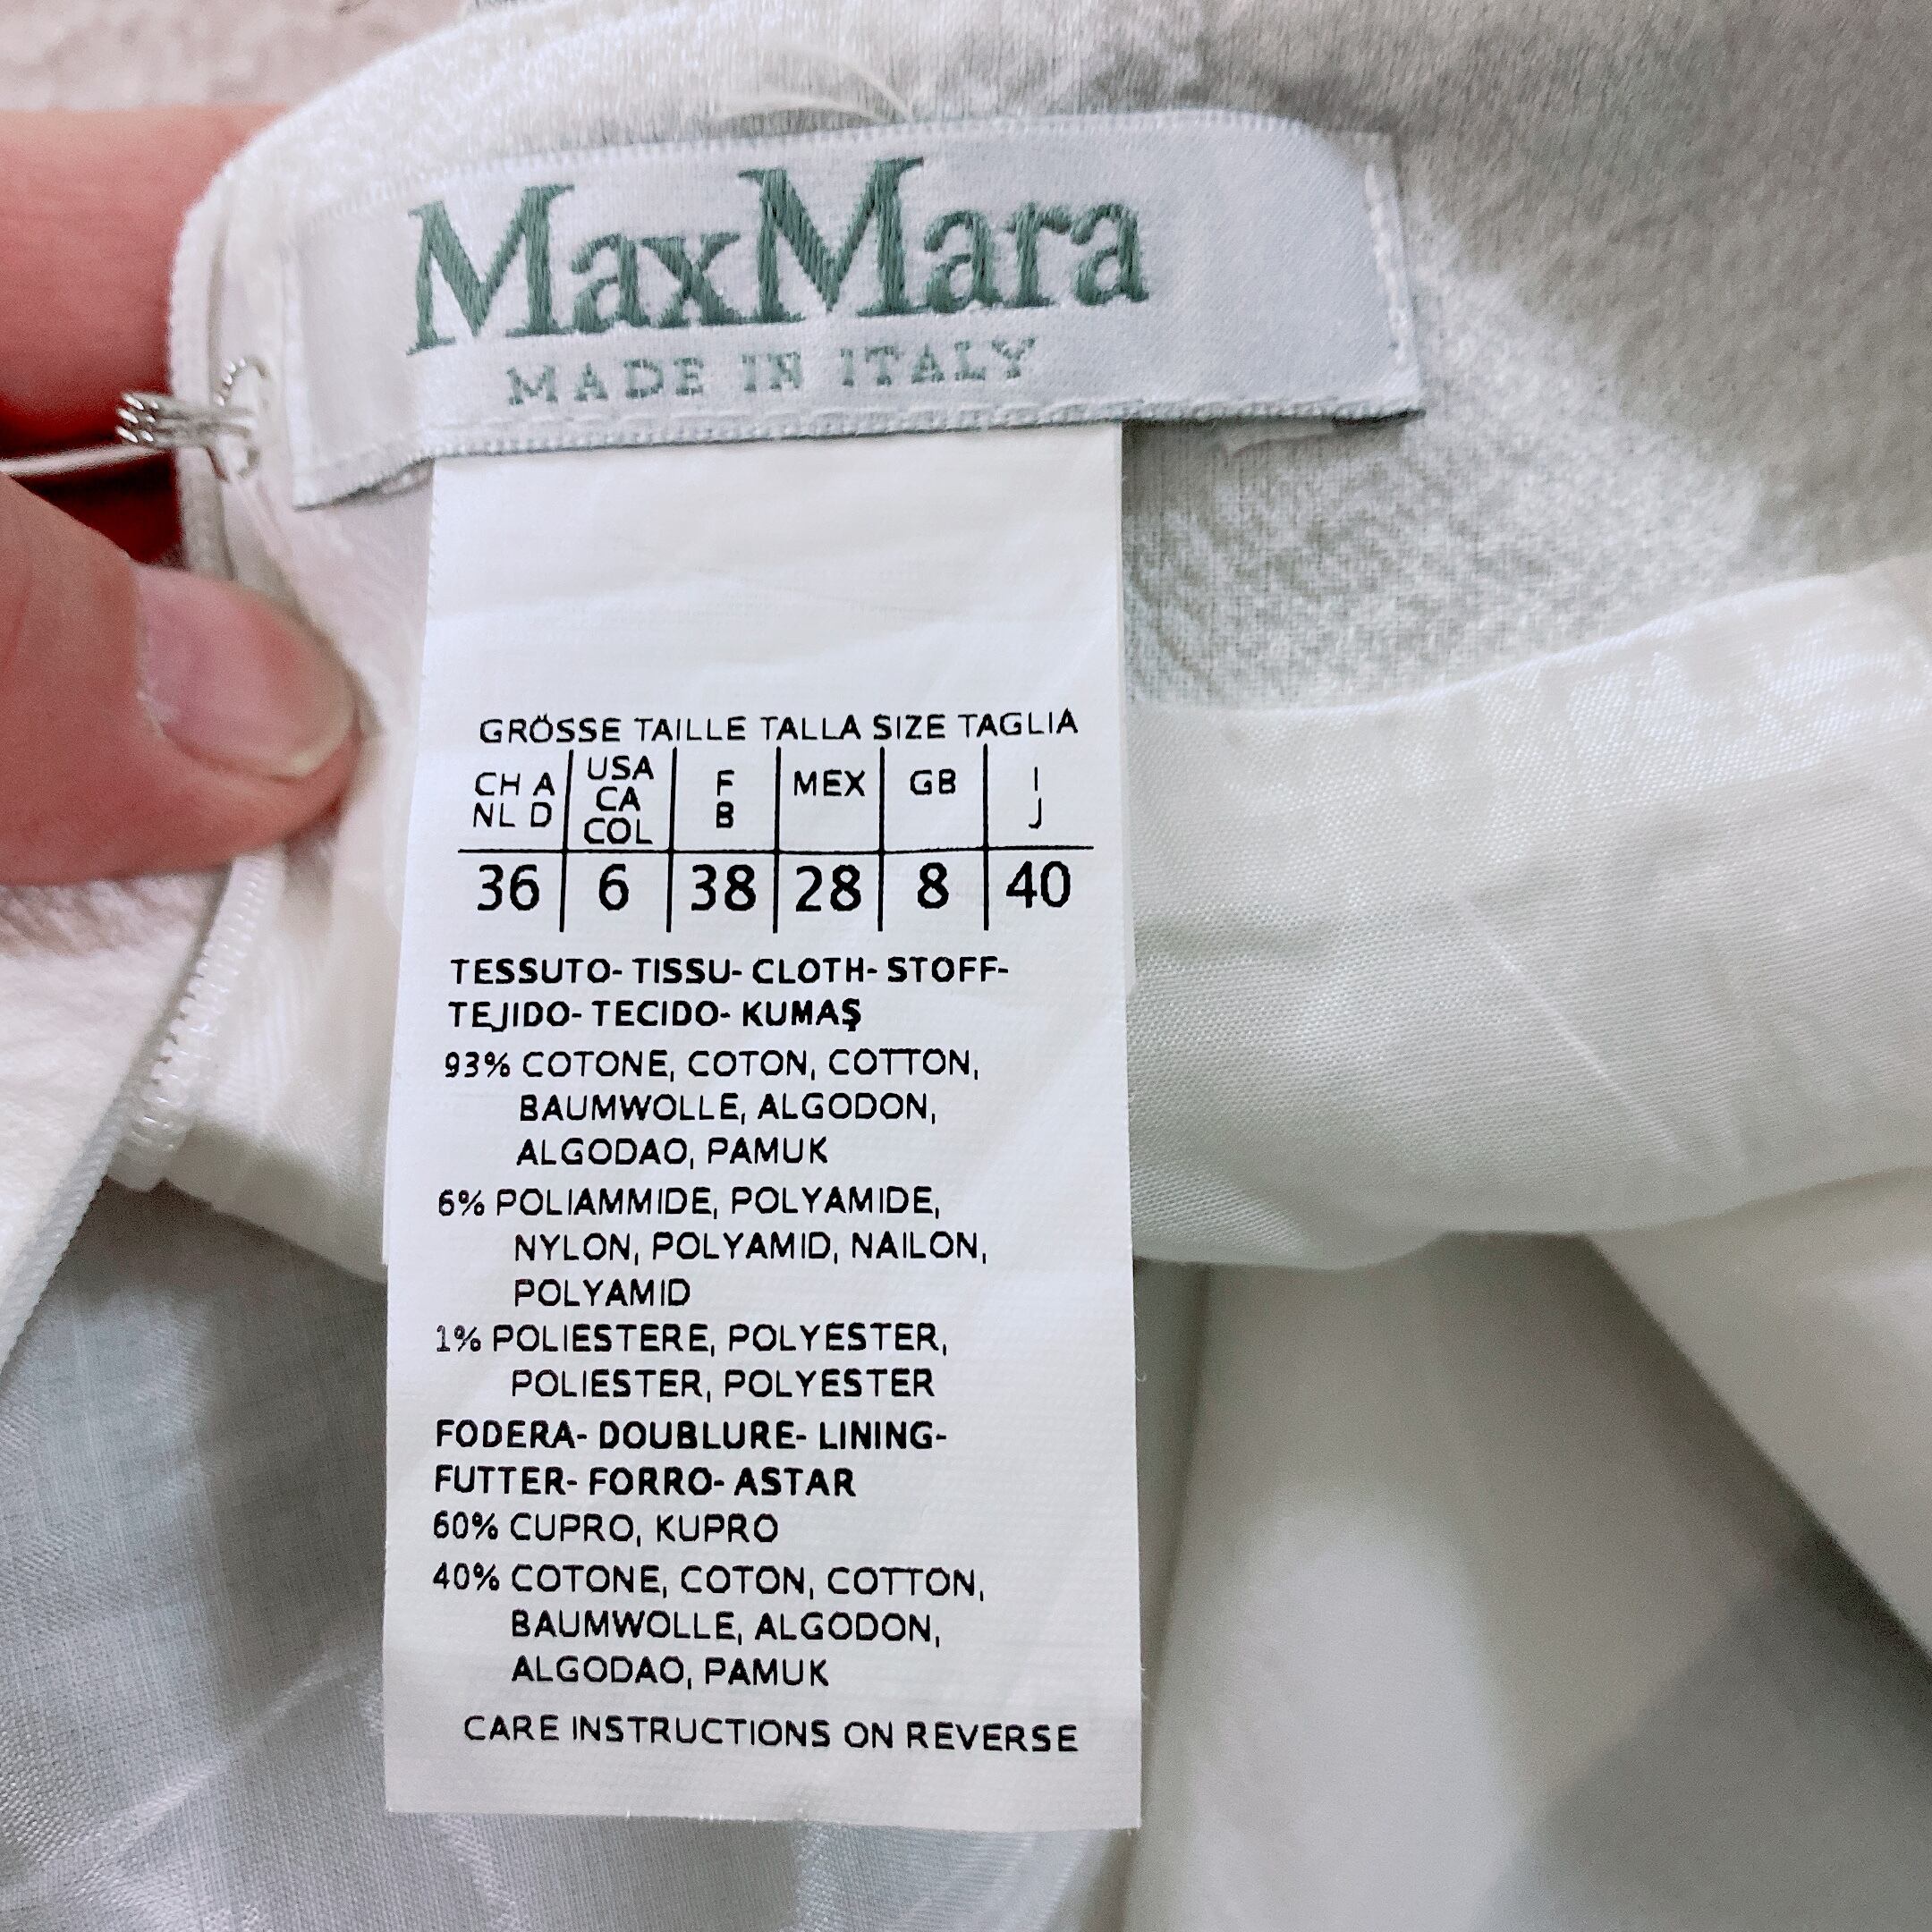 MaxMara
MADE IN ITALY
GRÖSSE TAILLE TALLA SIZE TAGLIA
CH A NL D | USA CA COL | F B | MEX | GB | I J
36 | 6 | 38 | 28 | 8 | 40
TESSUTO- TISSU- CLOTH- STOFF-
TEJIDO- TECIDO- KUMAŞ
93% COTONE, COTON, COTTON,
BAUMWOLLE, ALGODON,
ALGODAO, PAMUK
6% POLIAMMIDE, POLYAMIDE,
NYLON, POLYAMID, NAILON,
POLYAMID
1% POLIESTERE, POLYESTER,
POLIESTER, POLYESTER
FODERA- DOUBLURE- LINING-
FUTTER- FORRO- ASTAR
60% CUPRO, KUPRO
40% COTONE, COTON, COTTON,
BAUMWOLLE, ALGODON,
ALGODAO, PAMUK
CARE INSTRUCTIONS ON REVERSE